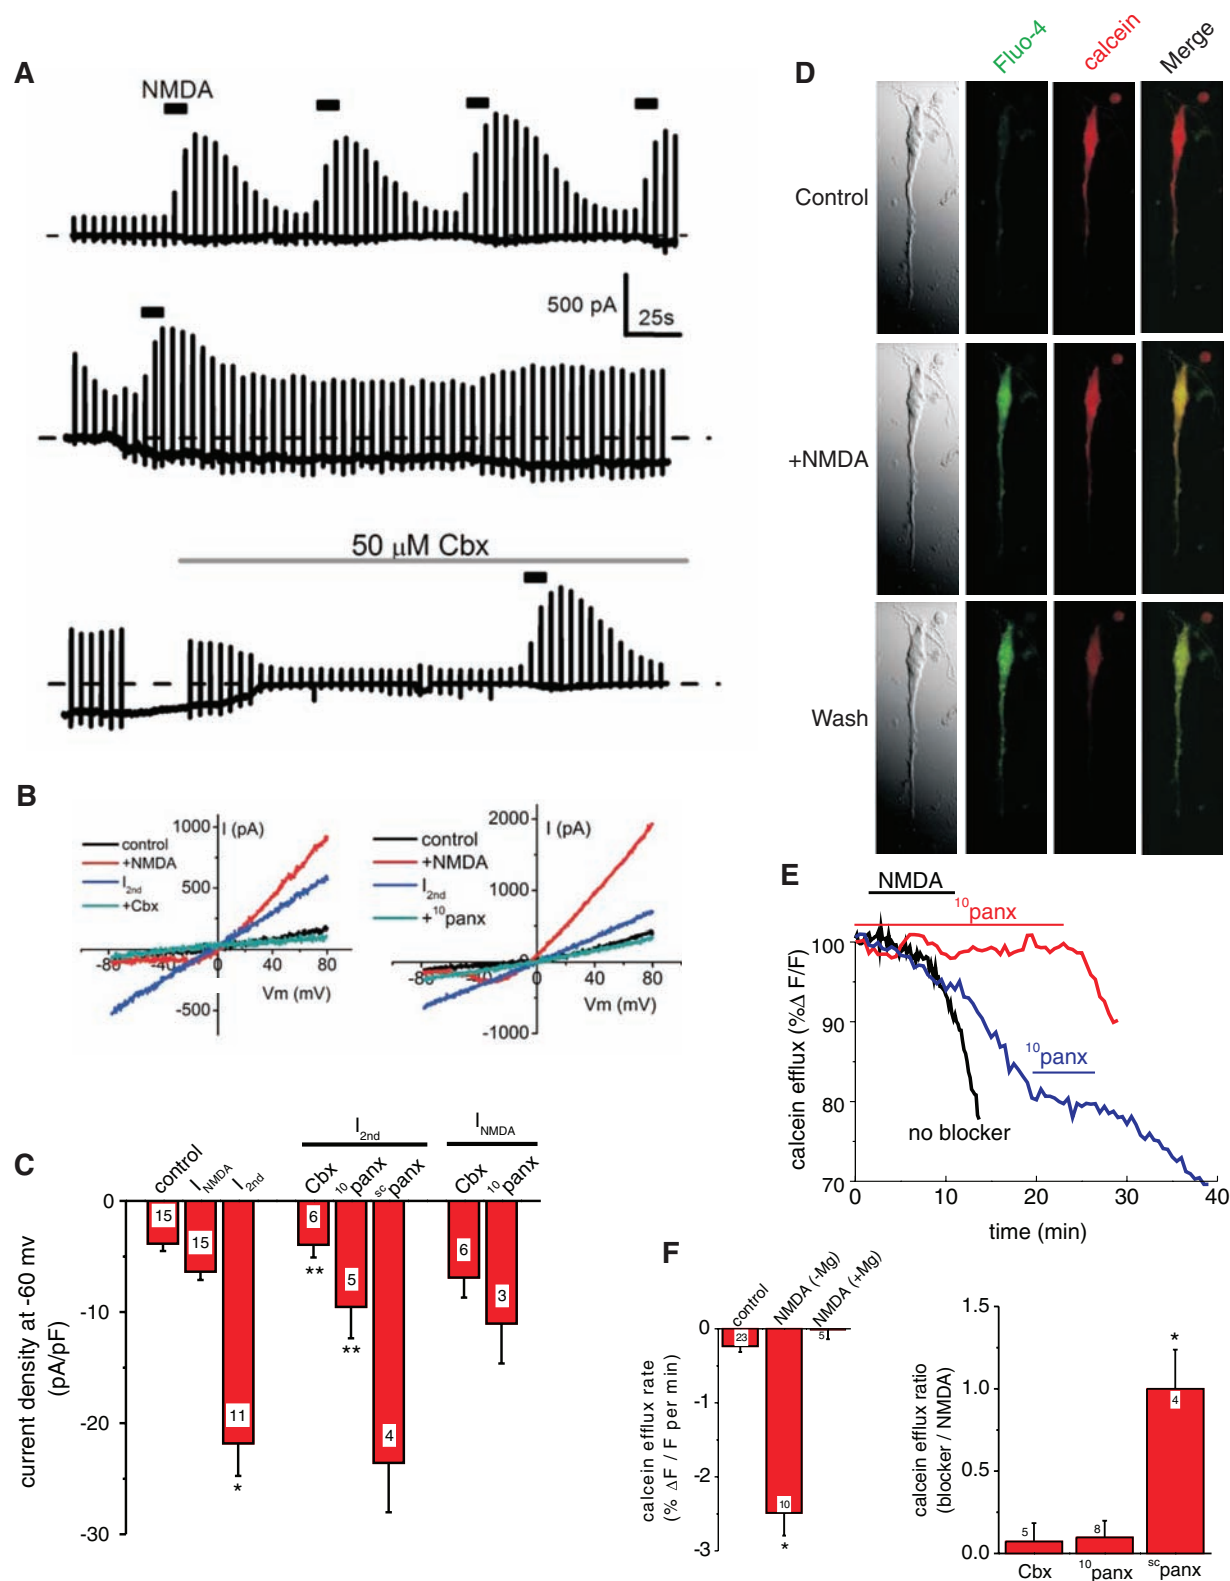 A
NMDA
500 pA
25s
50 µM Cbx
B
1000
I (pA)
500
-80
-40
0
40
80
Vm (mV)
-500
control
+NMDA
I2nd
+Cbx
2000
I (pA)
1000
-80
0
40
80
Vm (mV)
-1000
control
+NMDA
I2nd
+10panx
C
I2nd
INMDA
control
INMDA
I2nd
Cbx
10panx
scpanx
Cbx
10panx
0
-10
-20
-30
current density at -60 mv
(pA/pF)
15
15
11
6
5
4
6
3
*
**
**
D
Fluo-4
calcein
Merge
Control
+NMDA
Wash
E
NMDA
10panx
10panx
no blocker
100
90
80
70
0
10
20
30
40
calcein efflux (%Δ F/F)
time (min)
F
control
NMDA (-Mg)
NMDA (+Mg)
0
-1
-2
-3
23
10
5
*
calcein efflux rate
(% ΔF / F per min)
1.5
1.0
0.5
0.0
calcein efflux ratio
(blocker / NMDA)
5
8
4
*
Cbx
10panx
scpanx